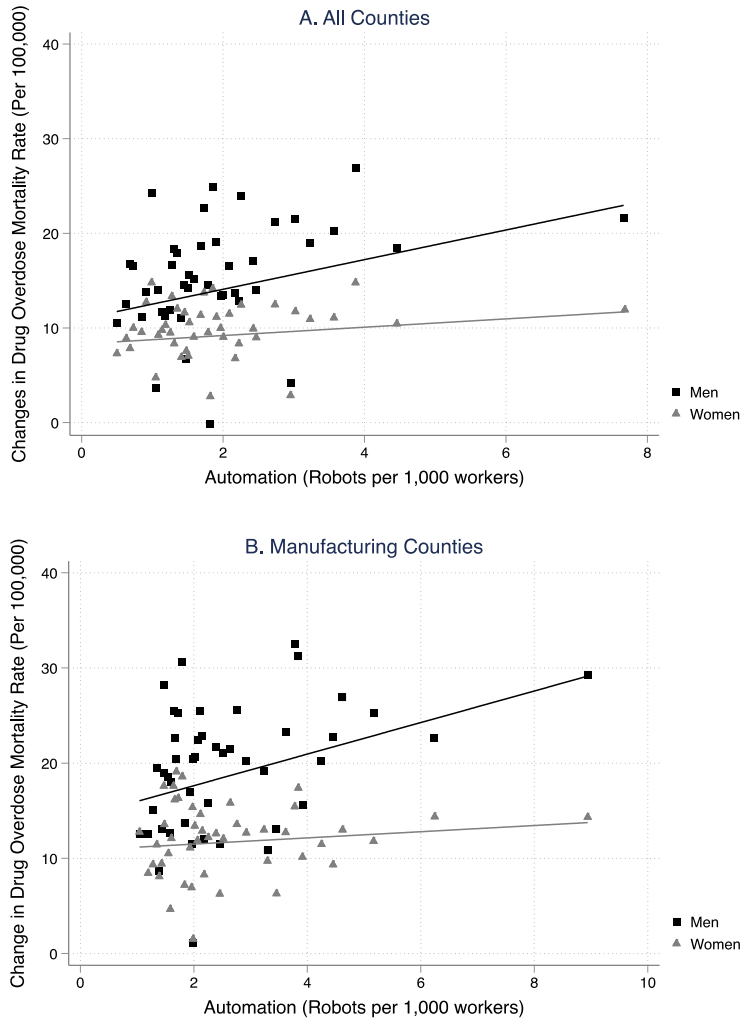 A. All Counties
Changes in Drug Overdose Mortality Rate (Per 100,000)
40
30
20
10
0
0 2 4 6 8
Automation (Robots per 1,000 workers)
Men
Women
B. Manufacturing Counties
Change in Drug Overdose Mortality Rate (Per 100,000)
40
30
20
10
0
0 2 4 6 8 10
Automation (Robots per 1,000 workers)
Men
Women